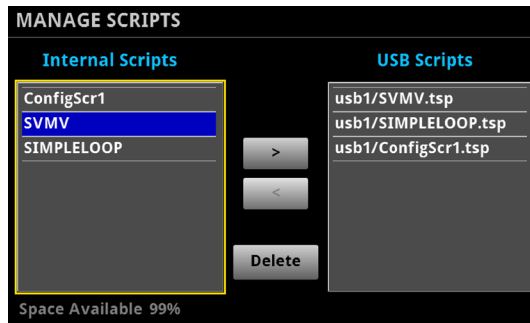 MANAGE SCRIPTS
Internal Scripts
ConfigScr1
SVMV
SIMPLELOOP
>
<
Delete
USB Scripts
usb1/SVMV.tsp
usb1/SIMPLELOOP.tsp
usb1/ConfigScr1.tsp
Space Available 99%